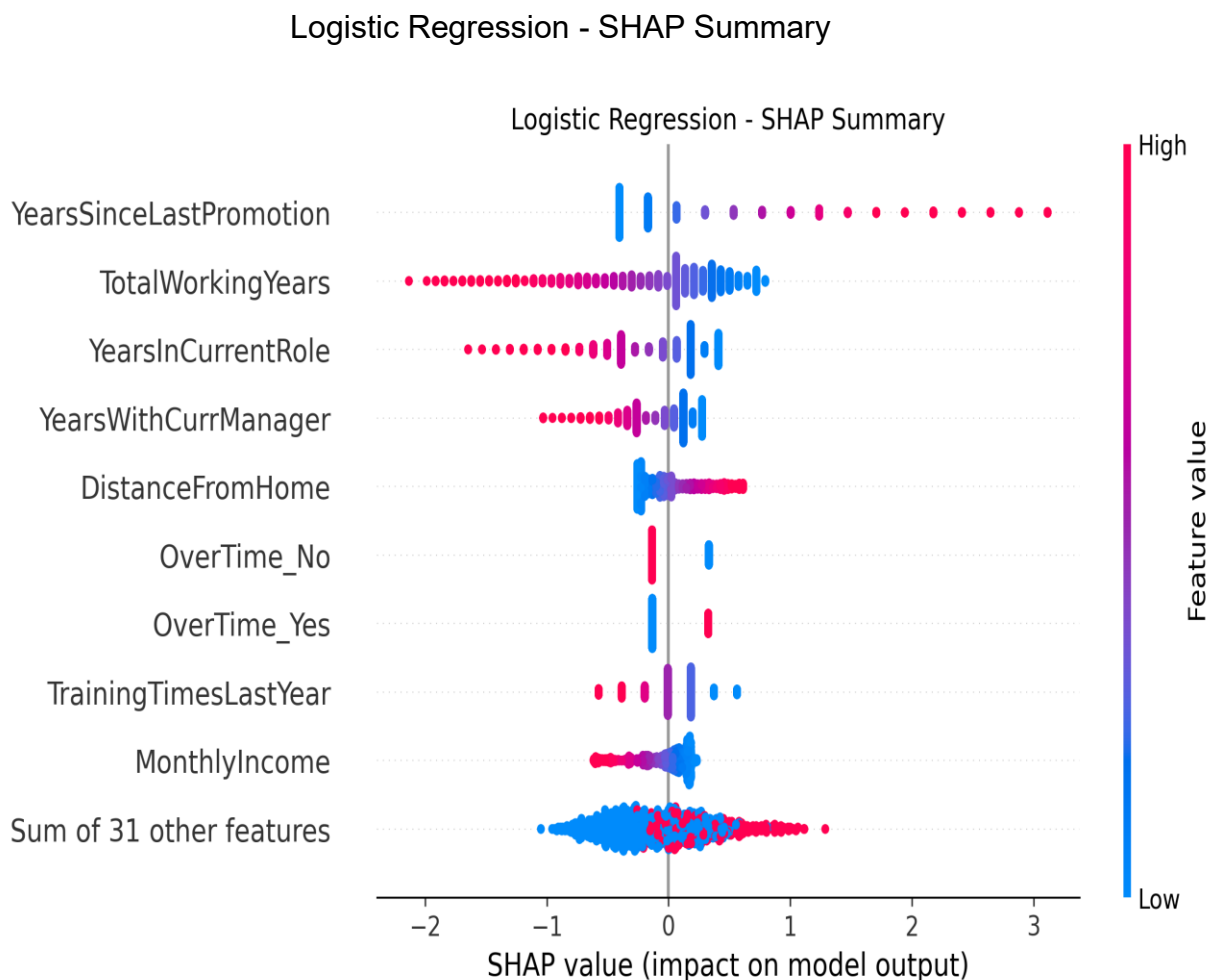 Logistic Regression - SHAP Summary
Logistic Regression - SHAP Summary
High
YearsSinceLastPromotion
TotalWorkingYears
YearsInCurrentRole
YearsWithCurrManager
DistanceFromHome
OverTime_No
OverTime_Yes
TrainingTimesLastYear
MonthlyIncome
Sum of 31 other features
Feature value
Low
−2 −1 0 1 2 3
SHAP value (impact on model output)